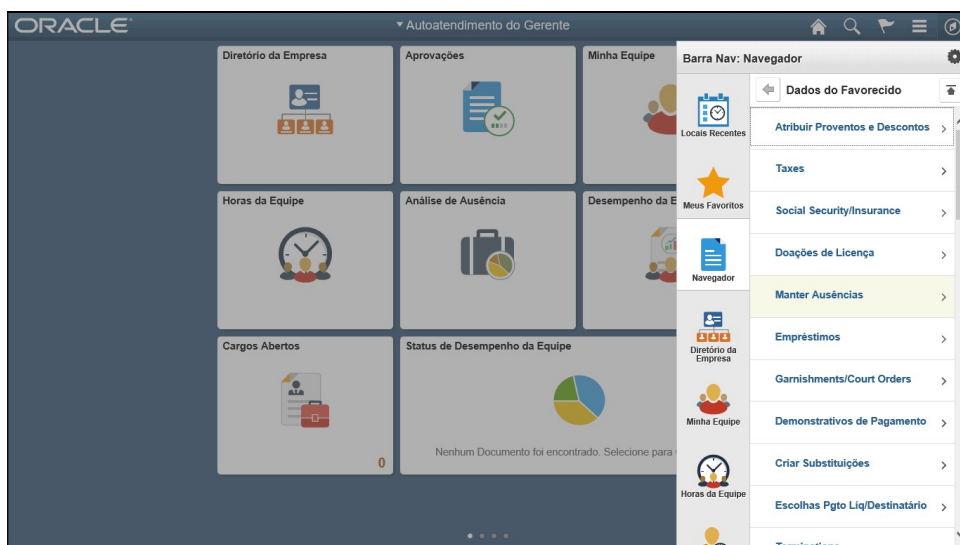 ORACLE
Autoatendimento do Gerente
Diretório da Empresa
Aprovações
Minha Equipe
Horas da Equipe
Análise de Ausência
Desempenho da E
Cargos Abertos
0
Status de Desempenho da Equipe
Nenhum Documento foi encontrado. Selecione para
Barra Nav: Navegador
Locais Recentes
Meus Favoritos
Navegador
Diretório da
Empresa
Minha Equipe
Horas da Equipe
Dados do Favorecido
Atribuir Proventos e Descontos
Taxes
Social Security/Insurance
Doações de Licença
Manter Ausências
Empréstimos
Garnishments/Court Orders
Demonstrativos de Pagamento
Criar Substituições
Escolhas Pgto Líq/Destinatário